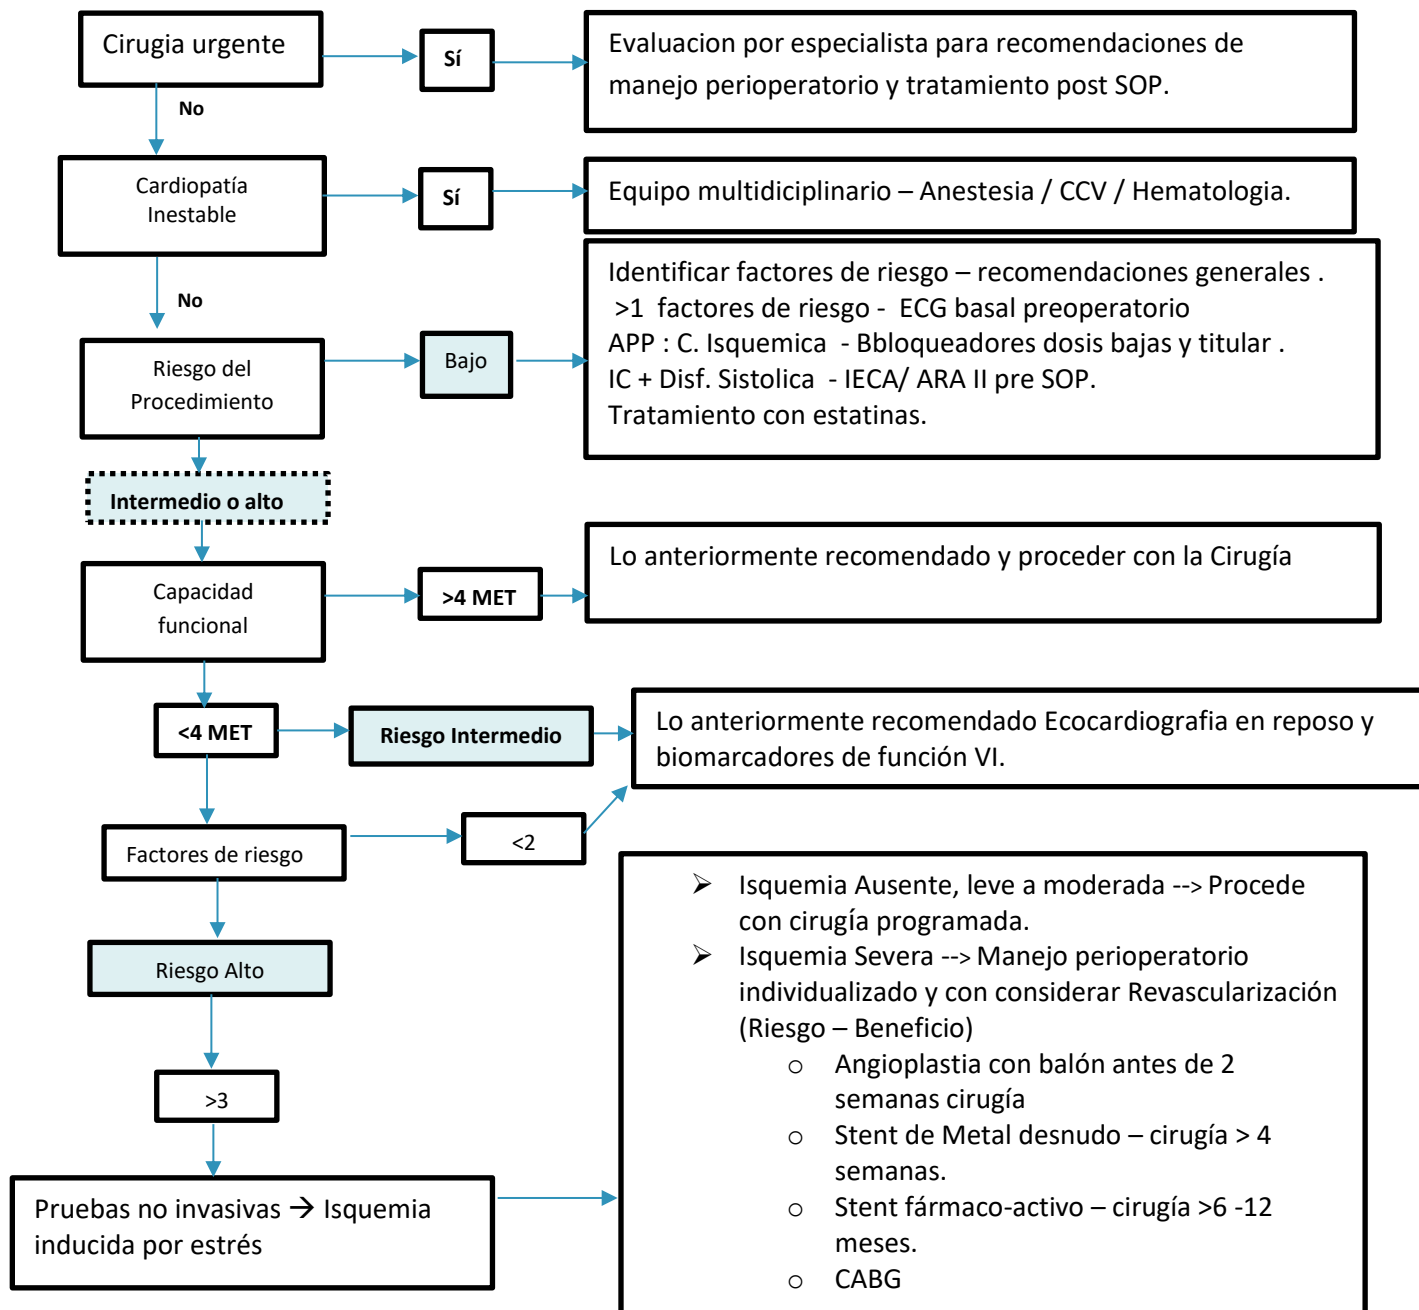 Cirugia urgente
Sí
Evaluacion por especialista para recomendaciones de
manejo perioperatorio y tratamiento post SOP.
No
Cardiopatía
Inestable
Sí
Equipo multidiciplinario – Anestesia / CCV / Hematologia.
No
Riesgo del
Procedimiento
Bajo
Identificar factores de riesgo – recomendaciones generales .
>1 factores de riesgo - ECG basal preoperatorio
APP : C. Isquemica - Bbloqueadores dosis bajas y titular .
IC + Disf. Sistolica - IECA/ ARA II pre SOP.
Tratamiento con estatinas.
Intermedio o alto
Capacidad
funcional
>4 MET
Lo anteriormente recomendado y proceder con la Cirugía
<4 MET
Riesgo Intermedio
Lo anteriormente recomendado Ecocardiografia en reposo y
biomarcadores de función VI.
Factores de riesgo
<2
Riesgo Alto
>3
Pruebas no invasivas → Isquemia
inducida por estrés
➢ Isquemia Ausente, leve a moderada --> Procede
con cirugía programada.
➢ Isquemia Severa --> Manejo perioperatorio
individualizado y con considerar Revascularización
(Riesgo – Beneficio)
o Angioplastia con balón antes de 2
semanas cirugía
o Stent de Metal desnudo – cirugía > 4
semanas.
o Stent fármaco-activo – cirugía >6 -12
meses.
o CABG